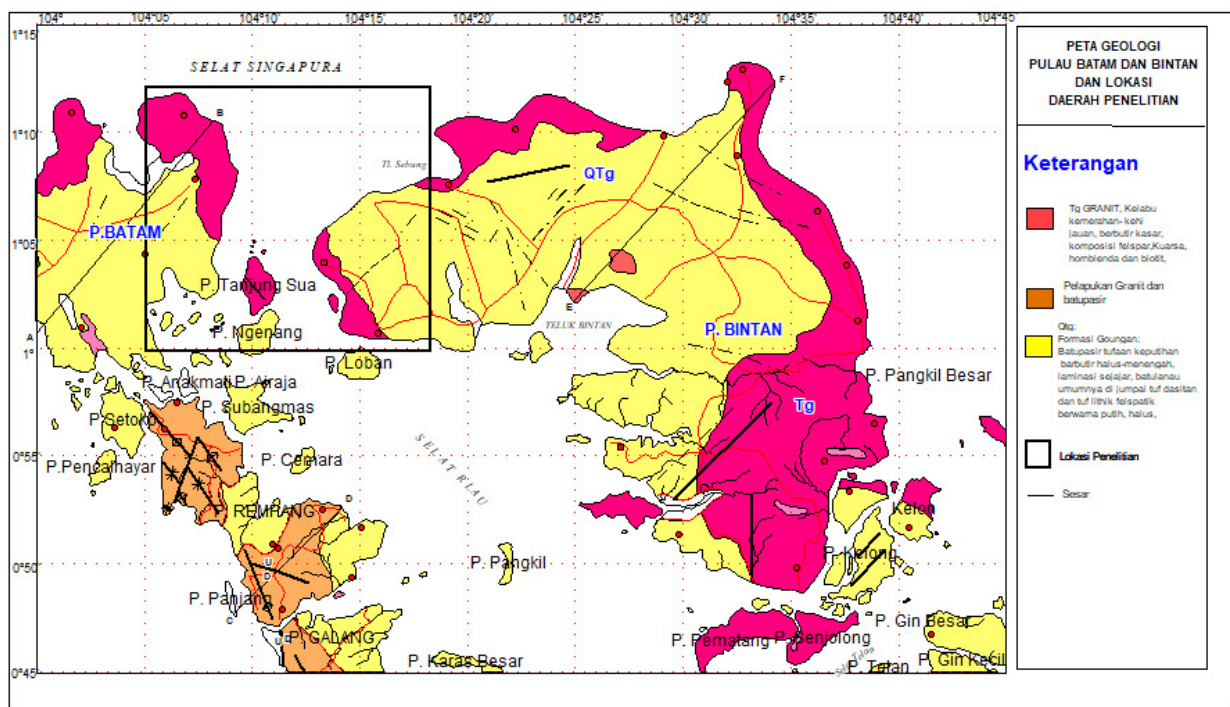 104° 104°05' 104°10' 104°15' 104°20' 104°25' 104°30' 104°35' 104°40' 104°45'
1°15'
SELAT SINGAPURA
F
B
1°10'
P
Tl. Sebung
QTg
P.BATAM
1°05'
P. Tanjung Sua
E
A
P. Ngenang
TELUK BINTAN
P. BINTAN
1°
P. Loban
P. Anakmati P. Airaja
P. Pangkil Besar
P.Setoko
P. Subangmas
Tg
SELAT RIAU
0°55'
P.Pencaihayar
P. Cemara
D
P. REMPANG
Kelon
U
D
P. Kelong
0°50'
P. Pangkil
P. Panjang
C
U D
P. GALANG
P. Gin Besar
P. Pematang
P. Senjolong
0°45'
P. Karas Besar
P. Telan
P. Gin Kecil
PETA GEOLOGI
PULAU BATAM DAN BINTAN
DAN LOKASI
DAERAH PENELITIAN
Keterangan
Tg GRANIT, Kelabu
kemerahan- kehi
jauan, berbutir kasar,
komposisi felspar,Kuarsa,
hornblenda dan biotit,
Pelapukan Granit dan
batupasir
Qtg:
Formasi Goungan:
Batupasir tufaan keputihan
berbutir halus-menengah,
laminasi sejajar, batulanau
umumnya di jumpai tuf dasitan
dan tuf lithik felspatik
berwarna putih, halus,
Lokasi Penelitian
Sesar